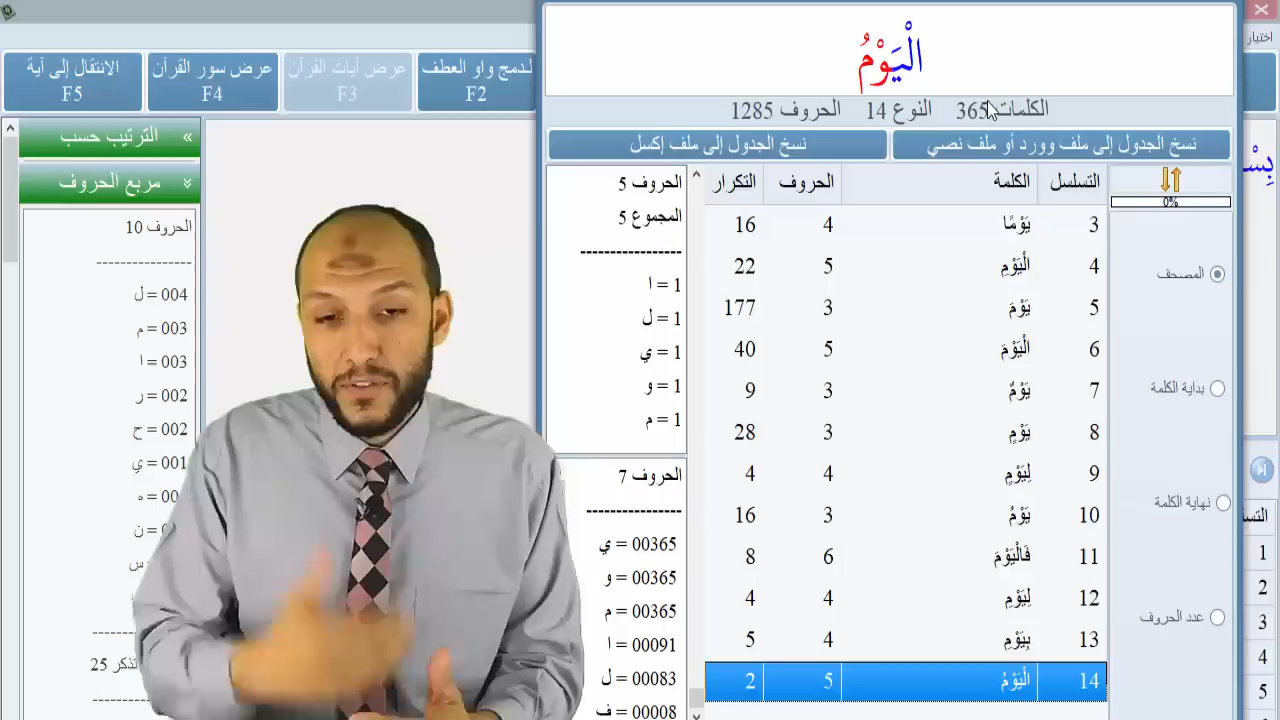 اختيار
الْيَوْمُ
الكلمات 365 النوع 14 الحروف 1285
نسخ الجدول إلى ملف وورد أو ملف نصي
نسخ الجدول إلى ملف إكسل
واو العطف F2
عرض آيات القرآن F3
عرض سور القرآن F4
الانتقال إلى آية F5
التسلسل الكلمة الحروف التكرار
3 يَوْمًا 4 16
4 الْيَوْمِ 5 22
5 يَوْمَ 3 177
6 الْيَوْمَ 5 40
7 يَوْمٌ 3 9
8 يَوْمٍ 3 28
9 لِيَوْمٍ 4 4
10 يَوْمُ 3 16
11 فَالْيَوْمَ 6 8
12 لِيَوْمِ 4 4
13 بِيَوْمِ 4 5
14 الْيَوْمُ 5 2
0%
المصحف
بداية الكلمة
نهاية الكلمة
عدد الحروف
الحروف 5
المجموع 5
----------------
1 = ا
1 = ل
1 = ي
1 = و
1 = م
الحروف 7
----------------
00365 = ي
00365 = و
00365 = م
00091 = ا
00083 = ل
00008 = ف
الترتيب حسب
مربع الحروف
الحروف 10
----------------
004 = ل
003 = م
003 = ا
002 = ر
002 = ح
001 = ي
1
2
3
4
5